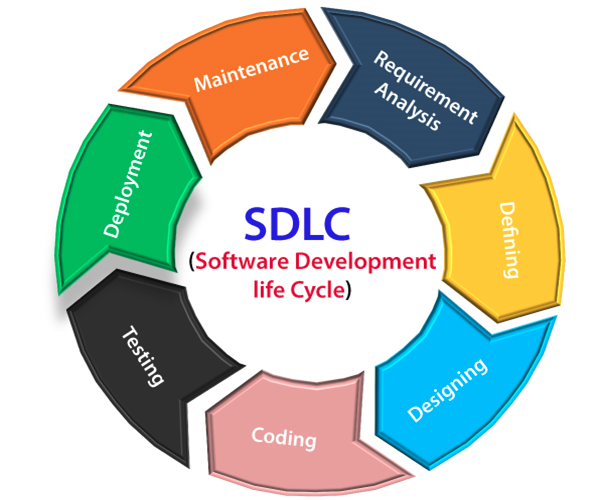 SDLC
(Software Development
life Cycle)
Requirement
Analysis
Defining
Designing
Coding
Testing
Deployment
Maintenance